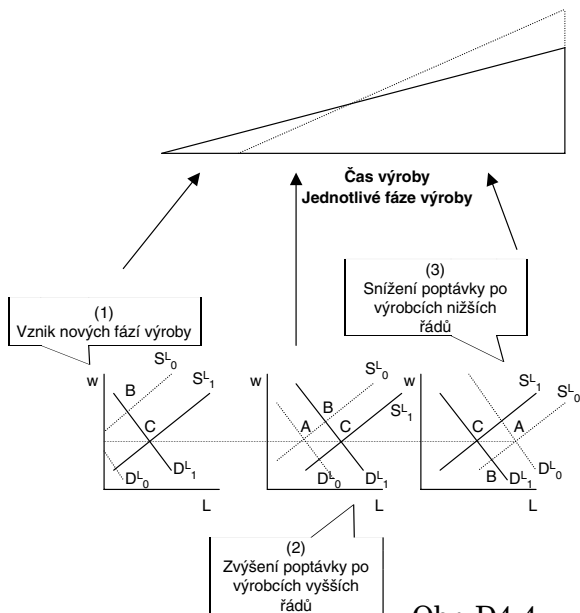 Čas výroby
Jednotlivé fáze výroby
(1)
Vznik nových fází výroby
(3)
Snížení poptávky po
výrobcích nižších
řádů
w
B
S^L_0
S^L_1
C
D^L_0
D^L_1
L
w
B
S^L_0
A
C
S^L_1
D^L_0
D^L_1
L
w
S^L_1
S^L_0
C
A
B
D^L_1
D^L_0
L
(2)
Zvýšení poptávky po
výrobcích vyšších
řádů